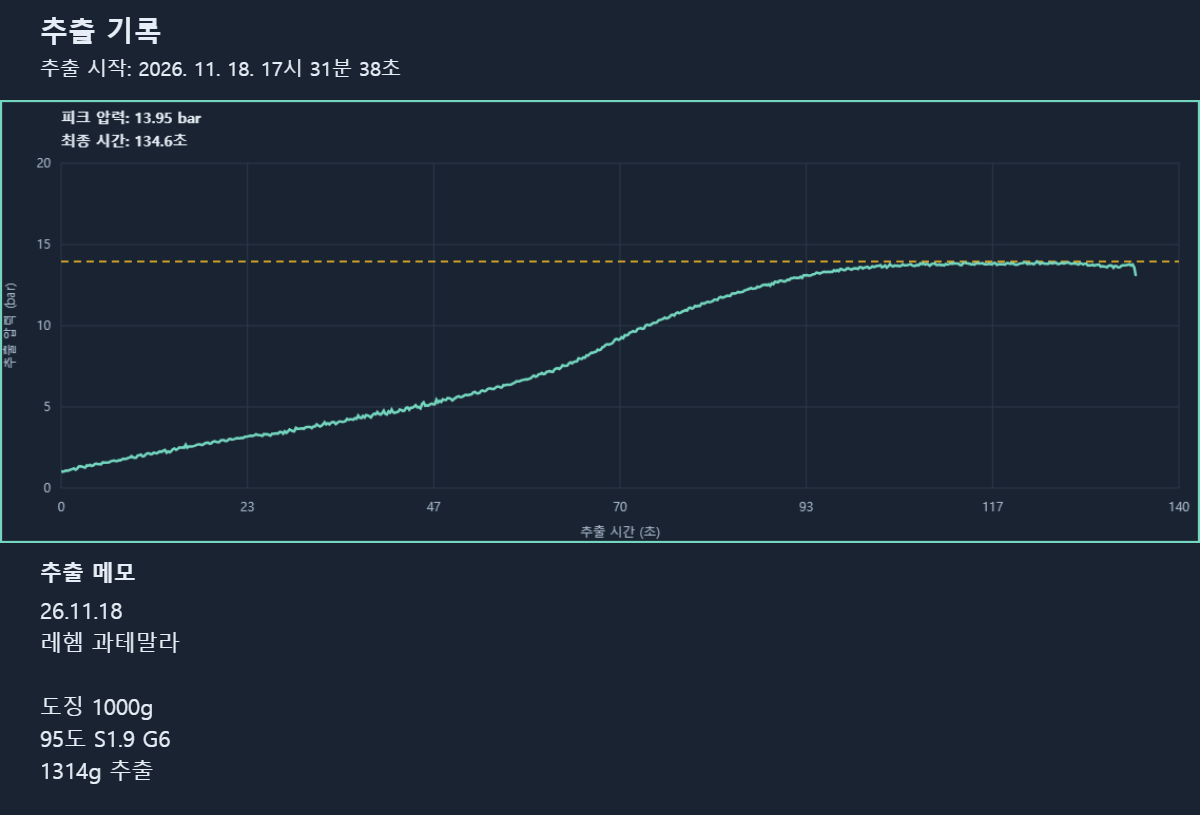 추출 기록
추출 시작: 2026. 11. 18. 17시 31분 38초
피크 압력: 13.95 bar
최종 시간: 134.6초
20
15
10
5
0
추출 압력 (bar)
0 23 47 70 93 117 140
추출 시간 (초)
추출 메모
26.11.18
레헴 과테말라
도징 1000g
95도 S1.9 G6
1314g 추출